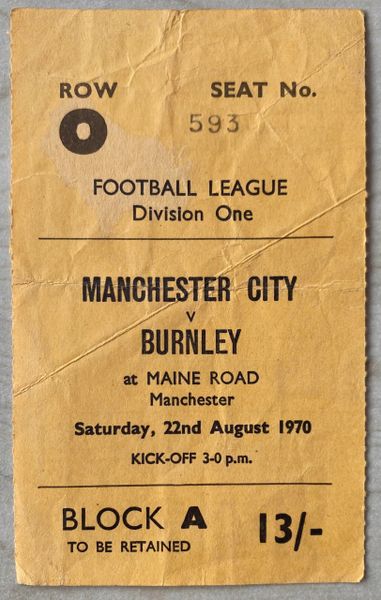 ROW SEAT No.
O 593
FOOTBALL LEAGUE
Division One
MANCHESTER CITY
v
BURNLEY
at MAINE ROAD
Manchester
Saturday, 22nd August 1970
KICK-OFF 3-0 p.m.
BLOCK A 13/-
TO BE RETAINED